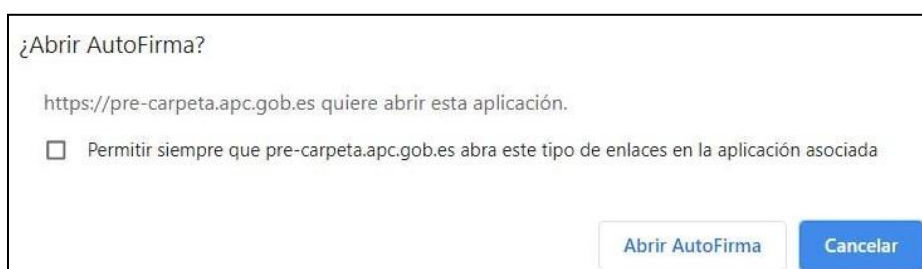 ¿Abrir AutoFirma?
https://pre-carpeta.apc.gob.es quiere abrir esta aplicación.
Permitir siempre que pre-carpeta.apc.gob.es abra este tipo de enlaces en la aplicación asociada
Abrir AutoFirma Cancelar